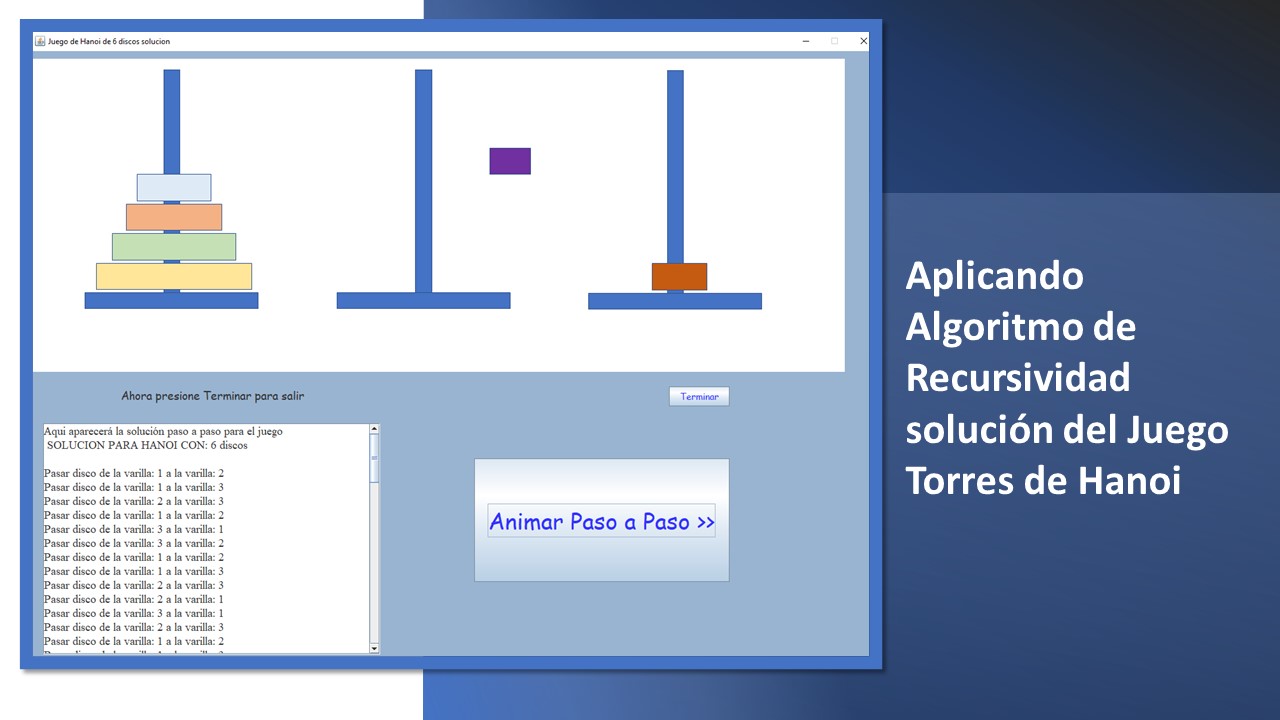 Juego de Hanoi de 6 discos solucion
Aplicando
Algoritmo de
Recursividad
solución del Juego
Torres de Hanoi
Ahora presione Terminar para salir
Terminar
Aqui aparecerá la solución paso a paso para el juego
SOLUCION PARA HANOI CON: 6 discos
Pasar disco de la varilla: 1 a la varilla: 2
Pasar disco de la varilla: 1 a la varilla: 3
Pasar disco de la varilla: 2 a la varilla: 3
Pasar disco de la varilla: 1 a la varilla: 2
Pasar disco de la varilla: 3 a la varilla: 1
Pasar disco de la varilla: 3 a la varilla: 2
Pasar disco de la varilla: 1 a la varilla: 2
Pasar disco de la varilla: 1 a la varilla: 3
Pasar disco de la varilla: 2 a la varilla: 3
Pasar disco de la varilla: 2 a la varilla: 1
Pasar disco de la varilla: 3 a la varilla: 1
Pasar disco de la varilla: 2 a la varilla: 3
Pasar disco de la varilla: 1 a la varilla: 2
Animar Paso a Paso >>